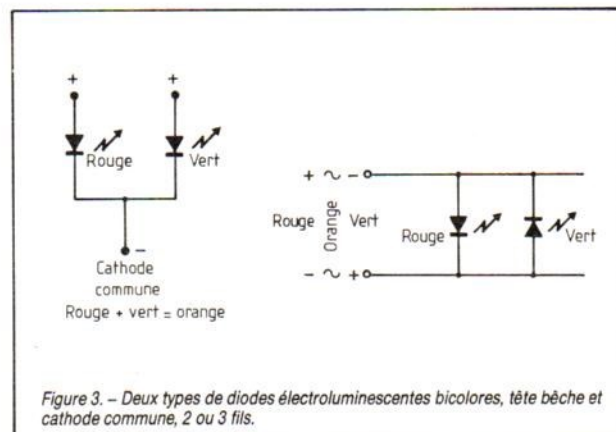 + +
Rouge Vert
−
Cathode
commune
Rouge + vert = orange
+ ~ −
Rouge Orange Vert
− ~ +
Rouge Vert
Figure 3. – Deux types de diodes électroluminescentes bicolores, tête bêche et
cathode commune, 2 ou 3 fils.